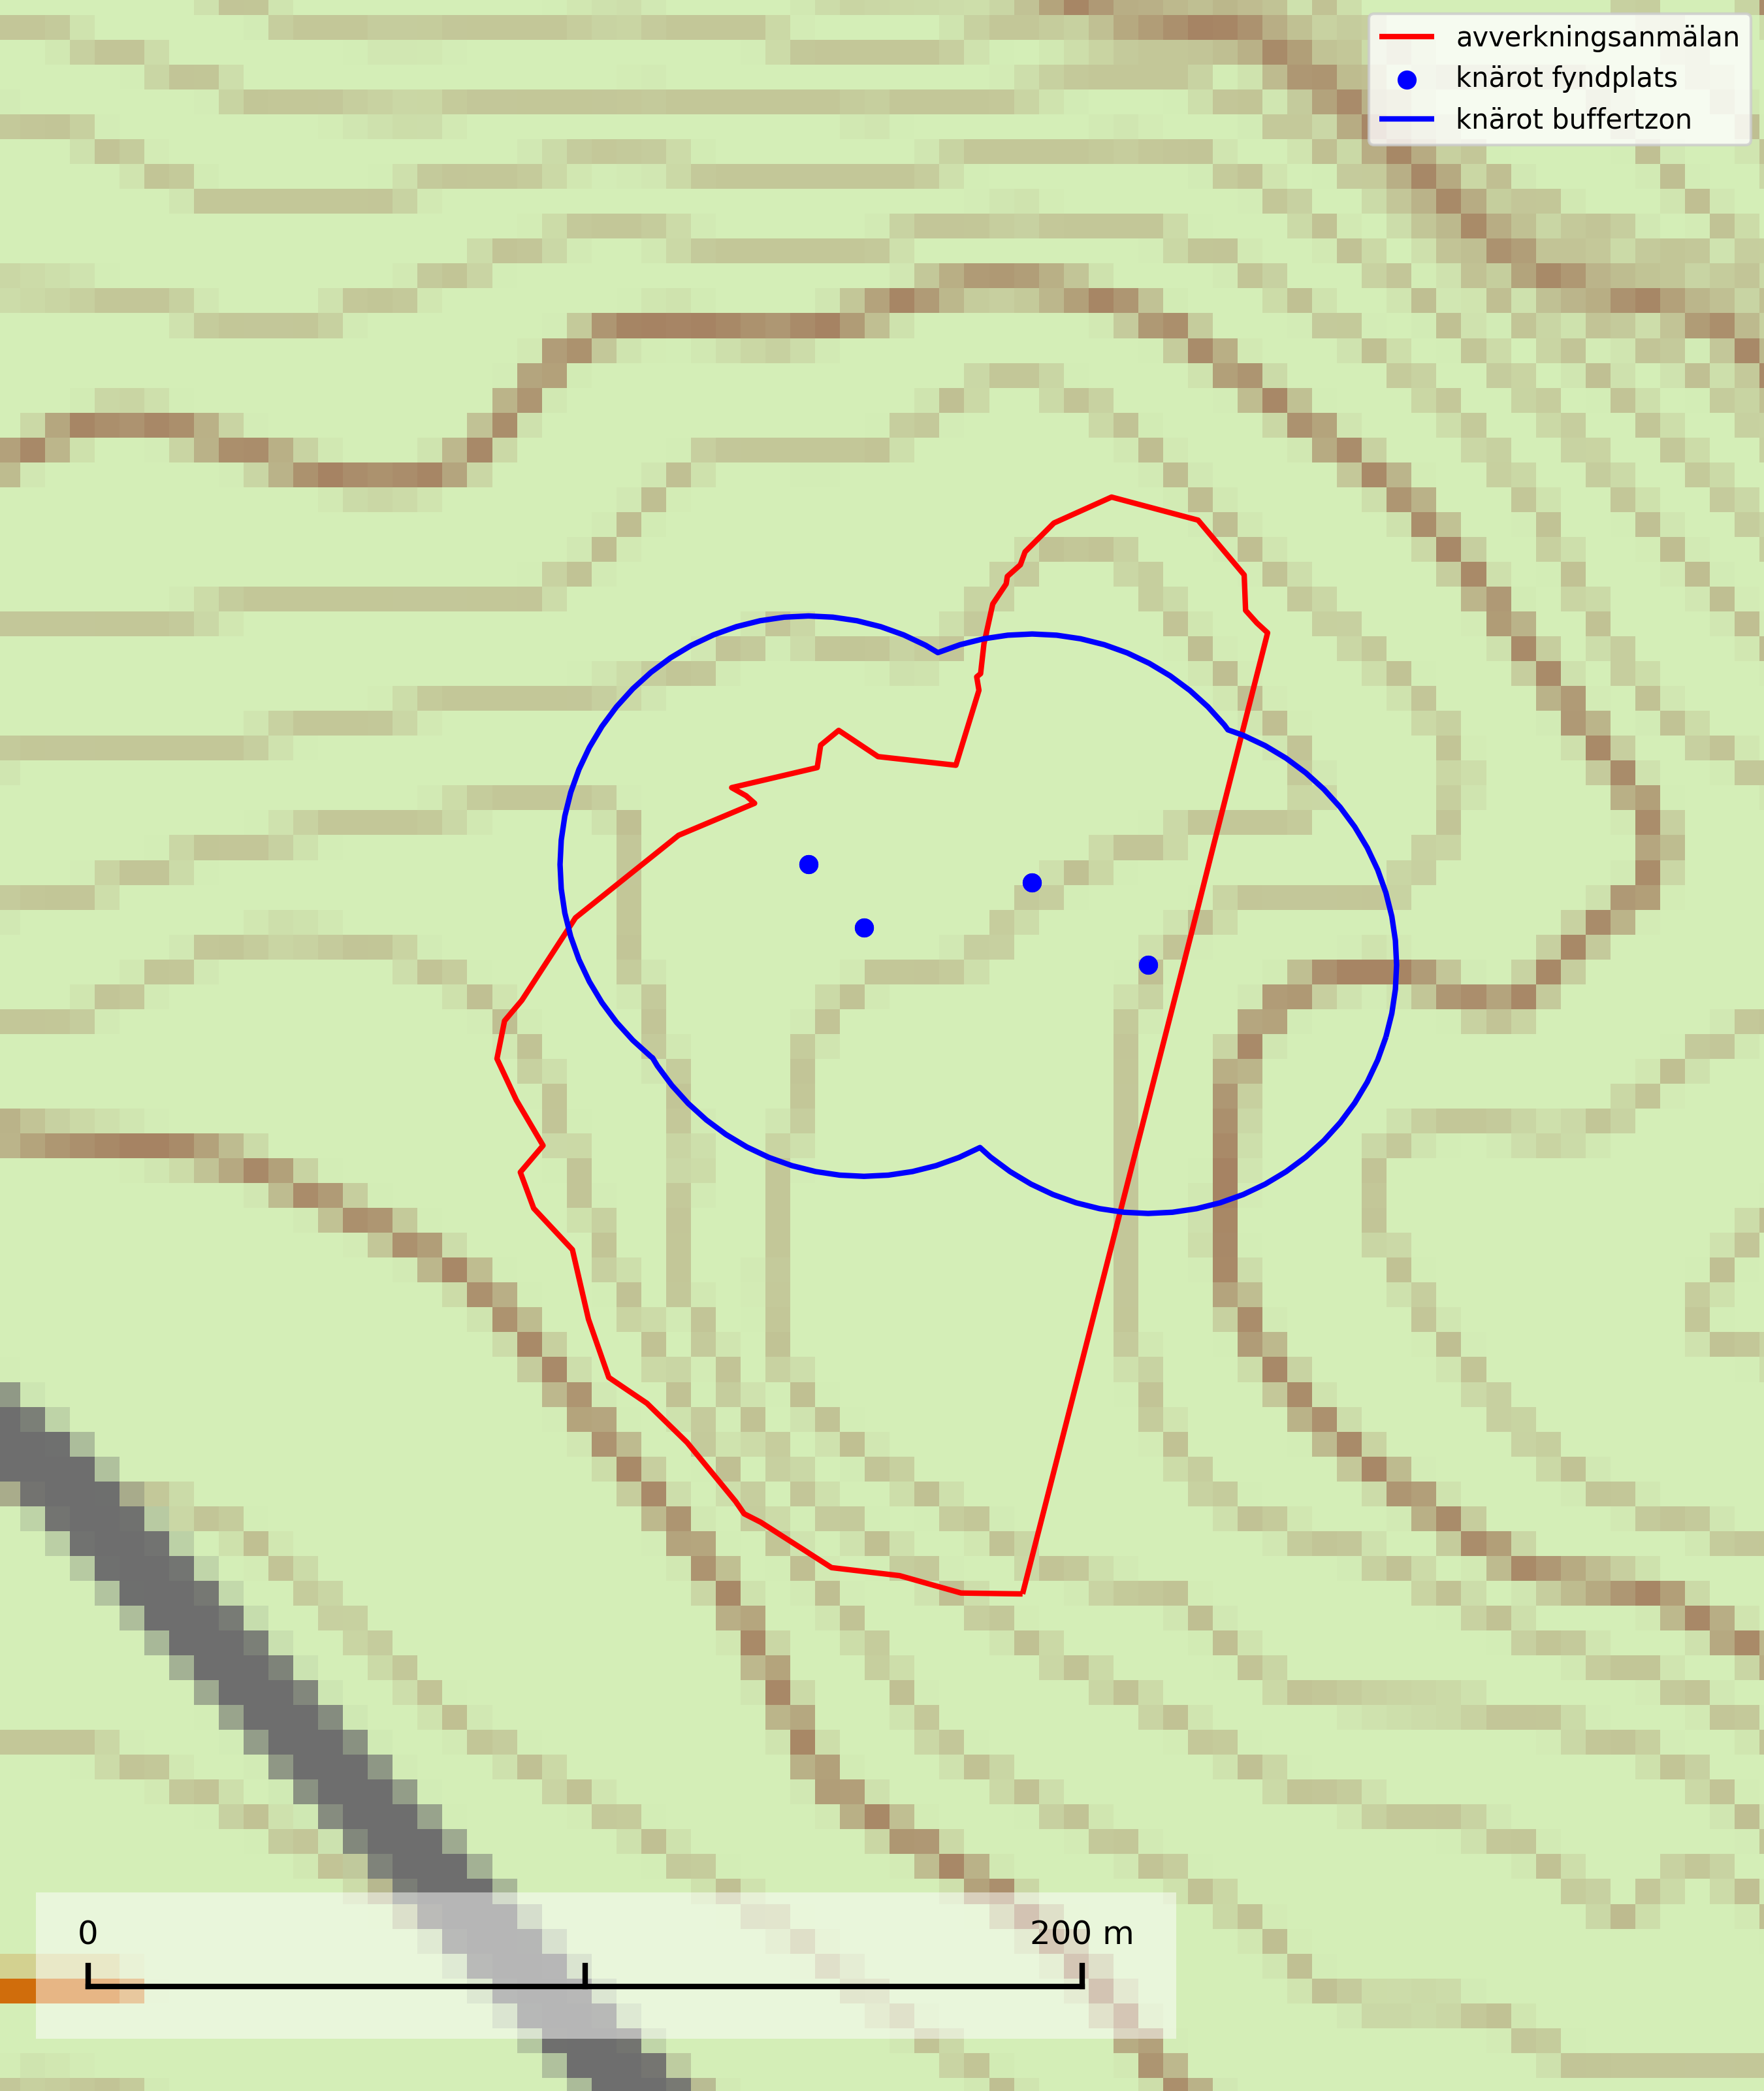 avverkningsanmälan
knärot fyndplats
knärot buffertzon
0
200 m